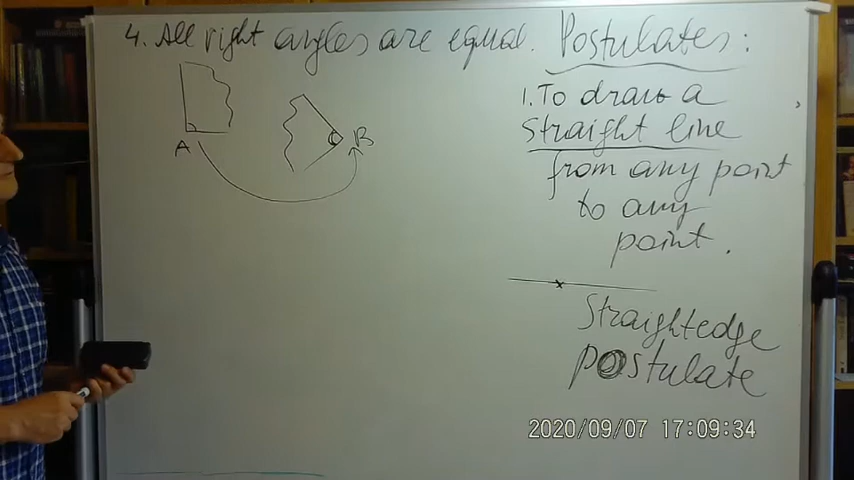 4. All right angles are equal.
A
B
Postulates:
1. To draw a
straight line
from any point
to any
point.
Straightedge
postulate
2020/09/07 17:09:34